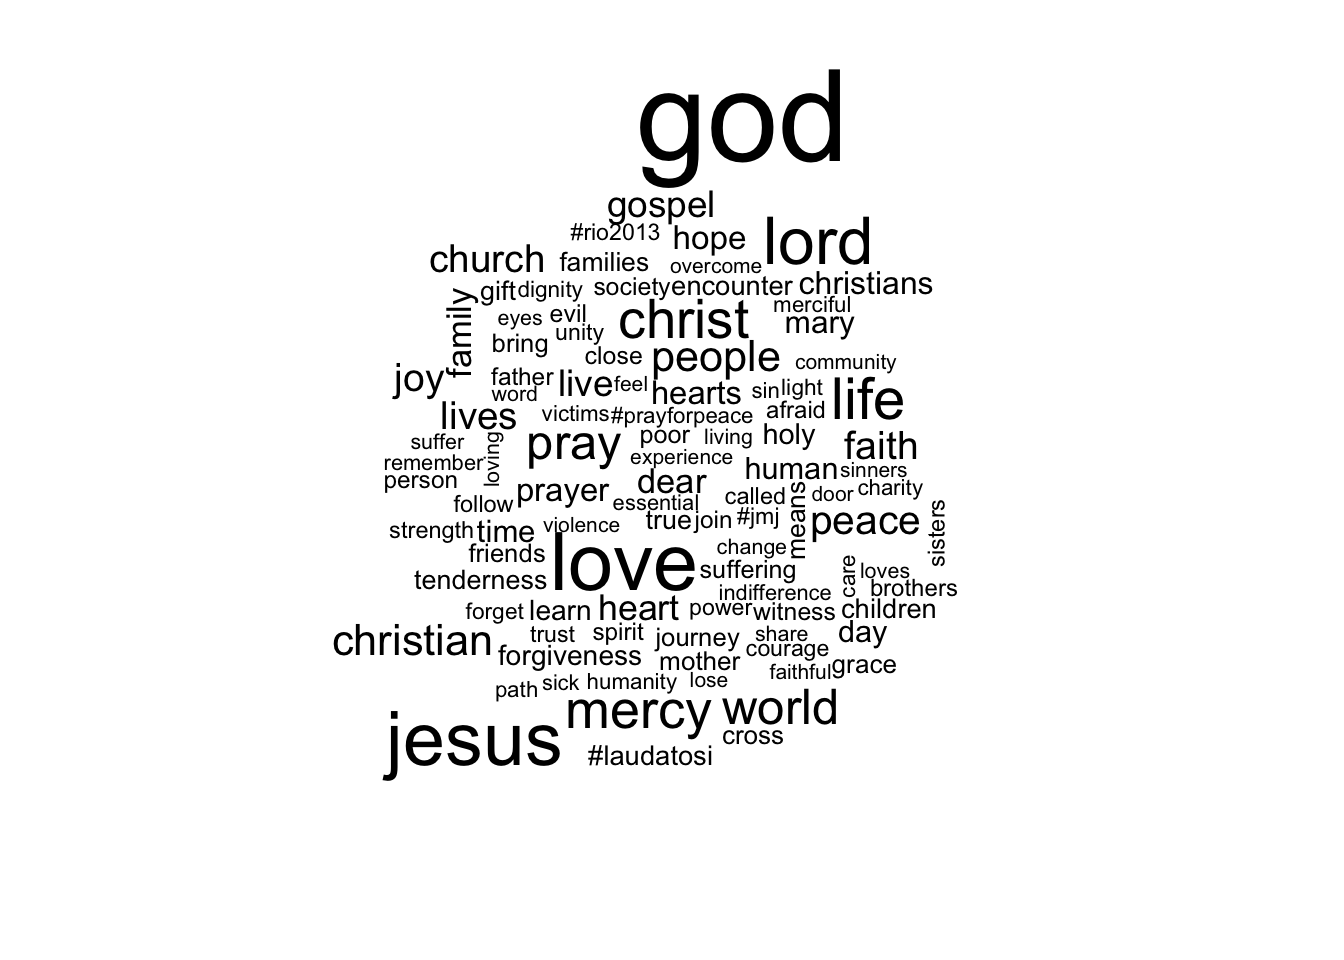 god
gospel
#rio2013 hope lord
church families overcome
gift dignity society encounter christians
family eyes evil christ merciful
bring unity mary
close people community
joy father live feel hearts sin light life
word
lives victims #prayforpeace afraid
suffer loving pray poor living holy faith
remember experience human sinners
person dear called means door charity
follow prayer essential
strength time violence true join #jmj peace sisters
friends love change
tenderness suffering care loves
indifference brothers
forget learn heart power witness children
christian trust spirit journey share day
forgiveness mother courage
faithful grace
path sick humanity lose
jesus mercy world
cross
#laudatosi